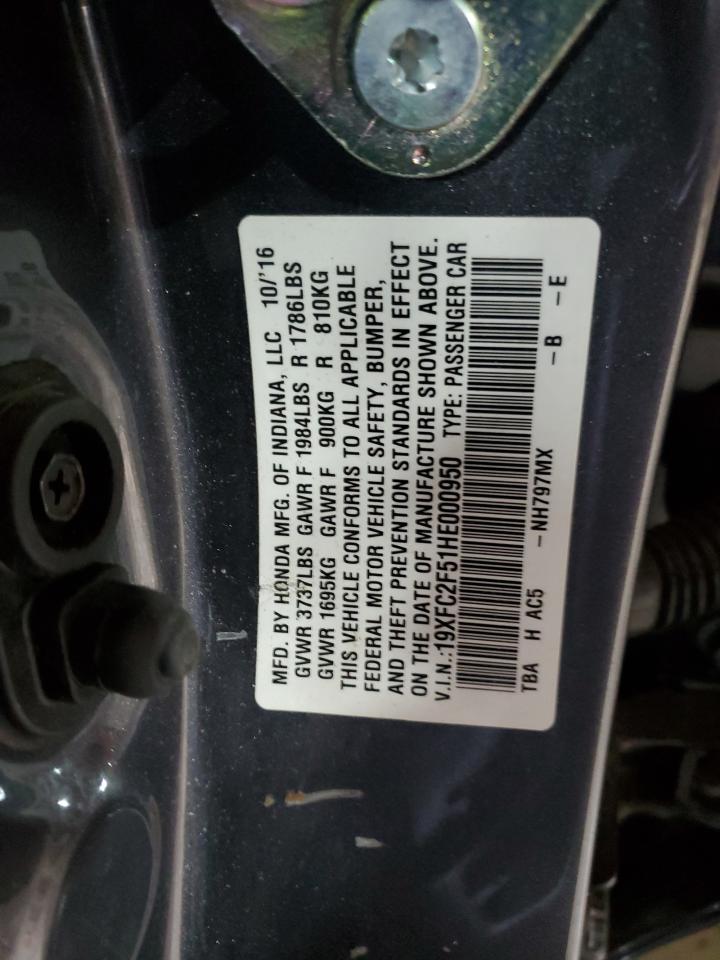 MFD. BY HONDA MFG. OF INDIANA, LLC 10/'16
GVWR 3737LBS GAWR F 1984LBS R 1786LBS
GVWR 1695KG GAWR F 900KG R 810KG
THIS VEHICLE CONFORMS TO ALL APPLICABLE
FEDERAL MOTOR VEHICLE SAFETY, BUMPER,
AND THEFT PREVENTION STANDARDS IN EFFECT
ON THE DATE OF MANUFACTURE SHOWN ABOVE.
V.I.N.:19XFC2F51HE000950 TYPE: PASSENGER CAR
TBA H AC5 -NH797MX -B -E